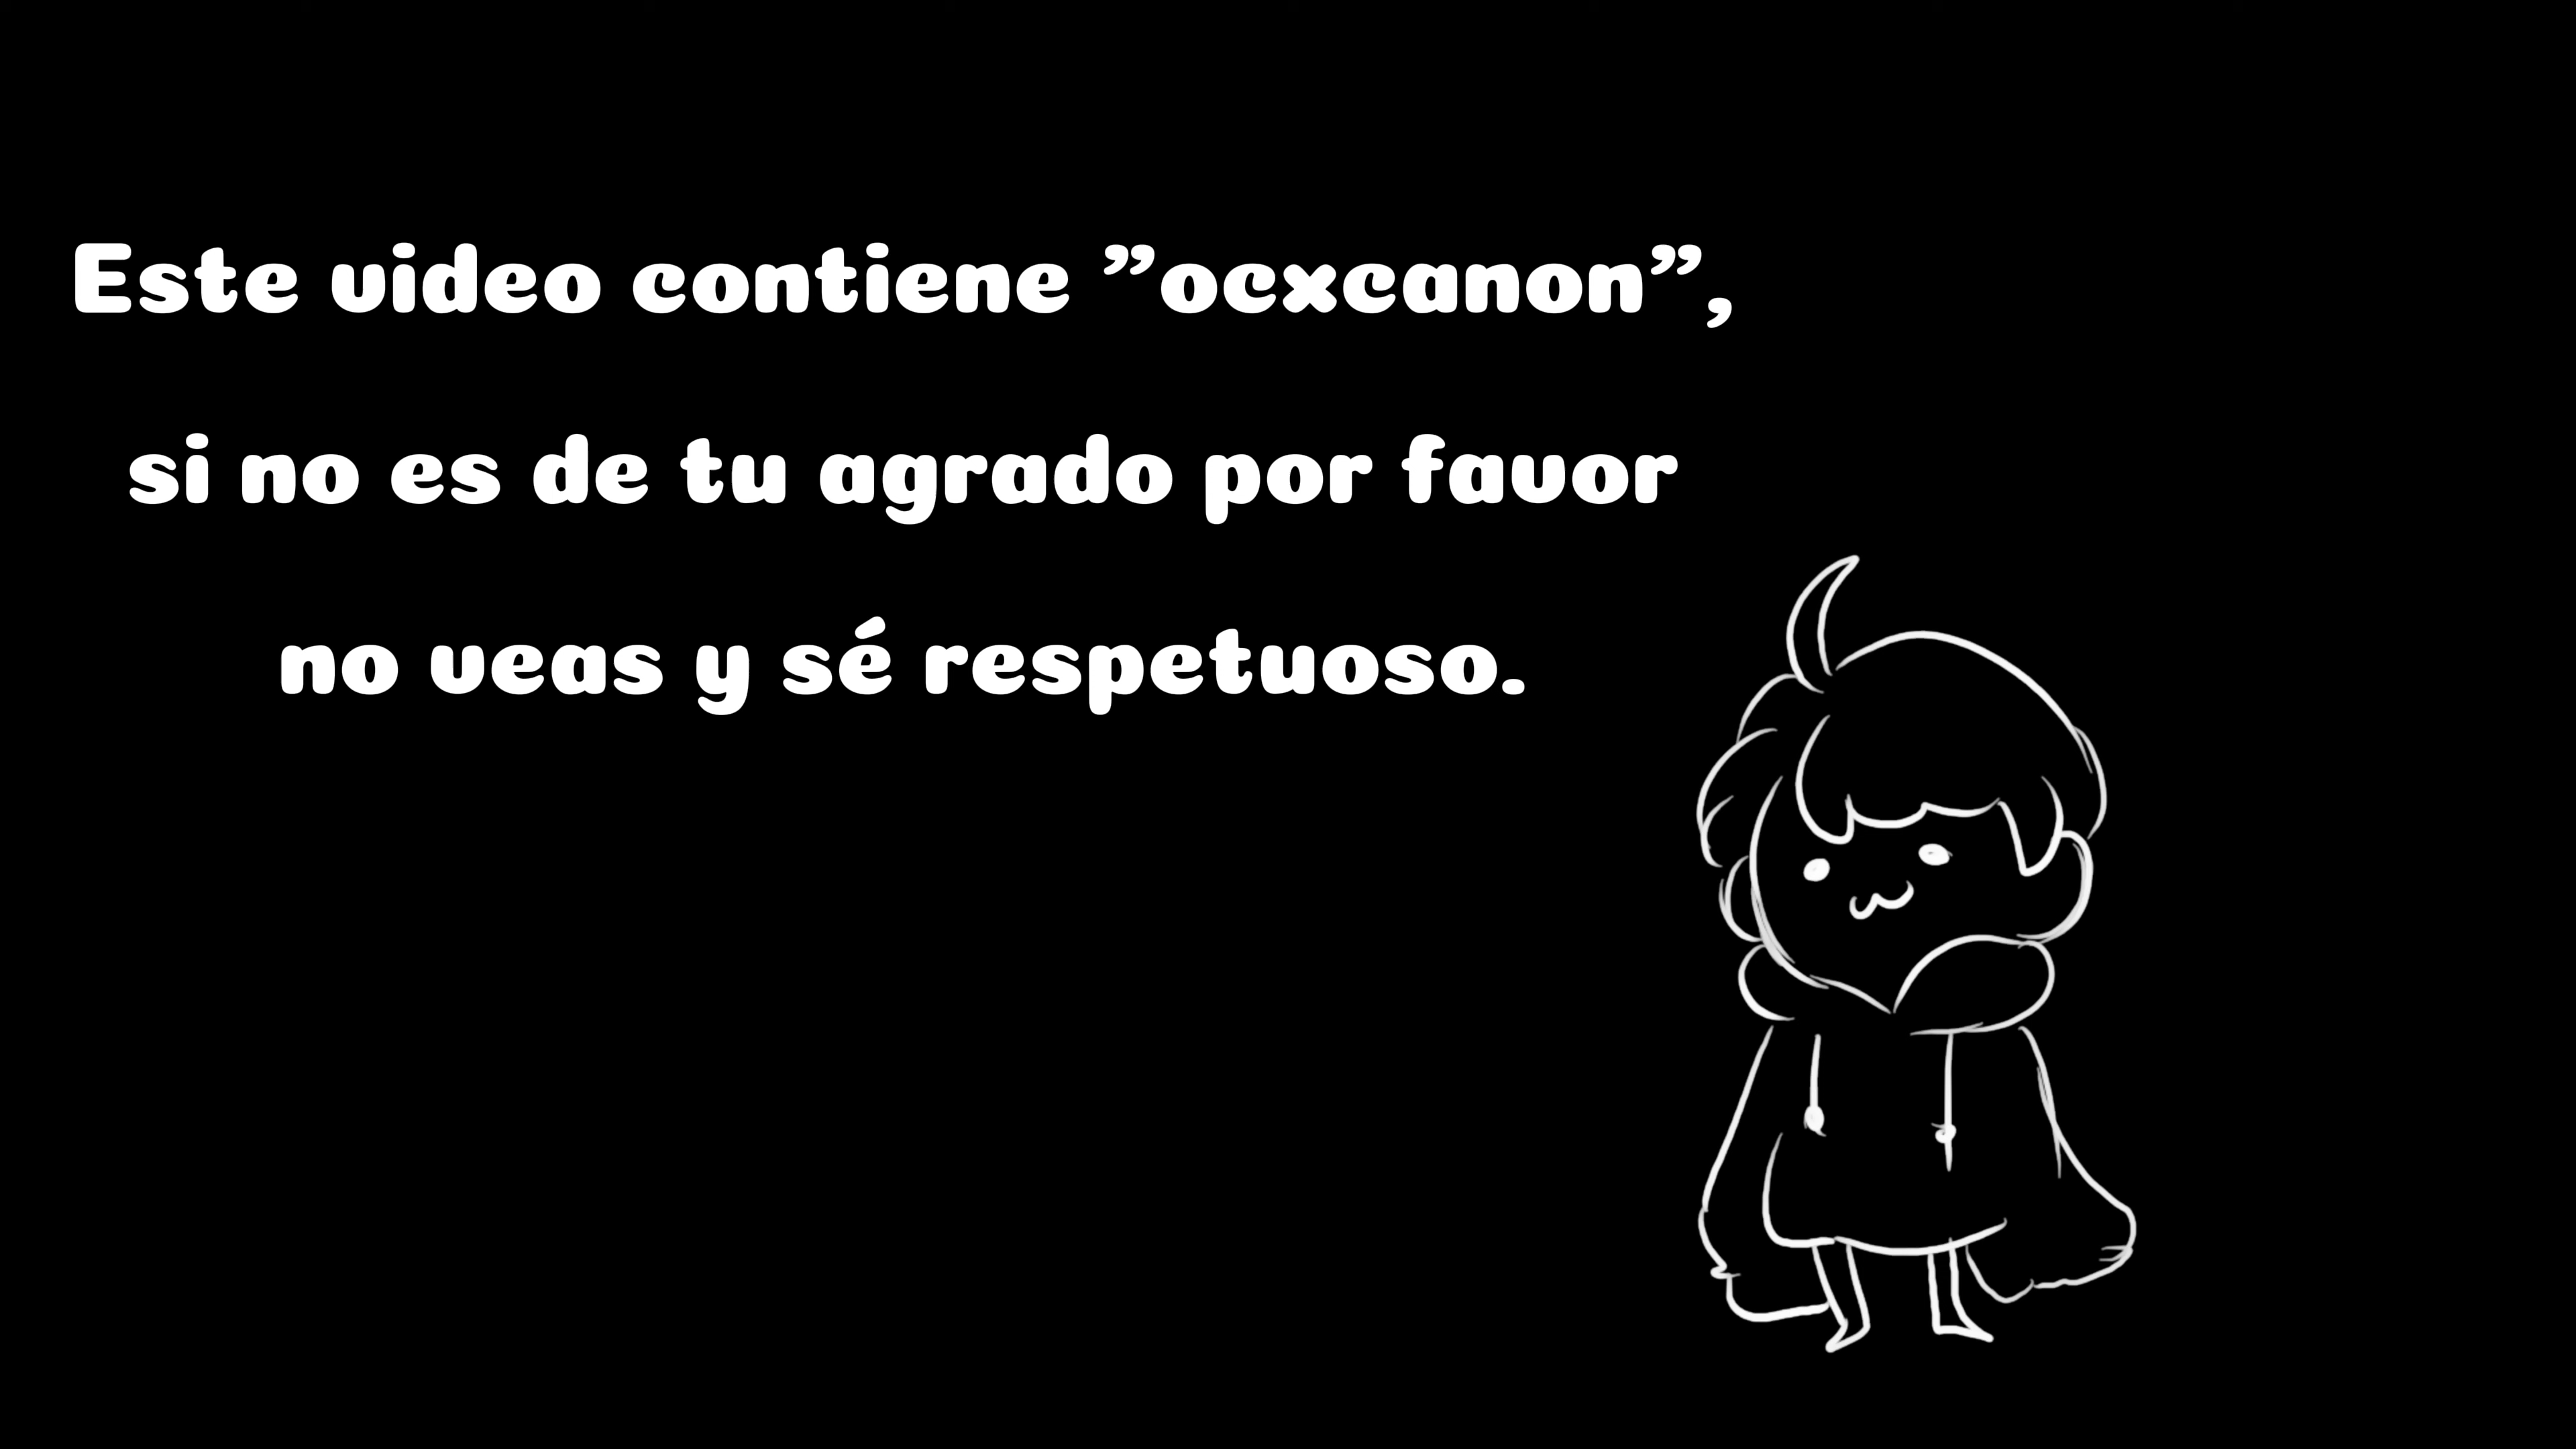 Este video contiene ”ocxcanon”,
si no es de tu agrado por favor
no veas y sé respetuoso.